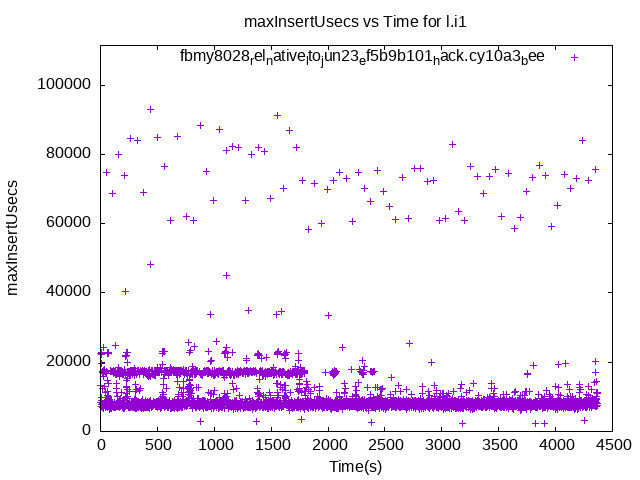 maxInsertUsecs vs Time for l.i1
fbmy8028rel_native_lto_jun23_ef5b9b101_hack.cy10a3_bee
100000
80000
60000
40000
20000
0
maxInsertUsecs
0 500 1000 1500 2000 2500 3000 3500 4000 4500
Time(s)